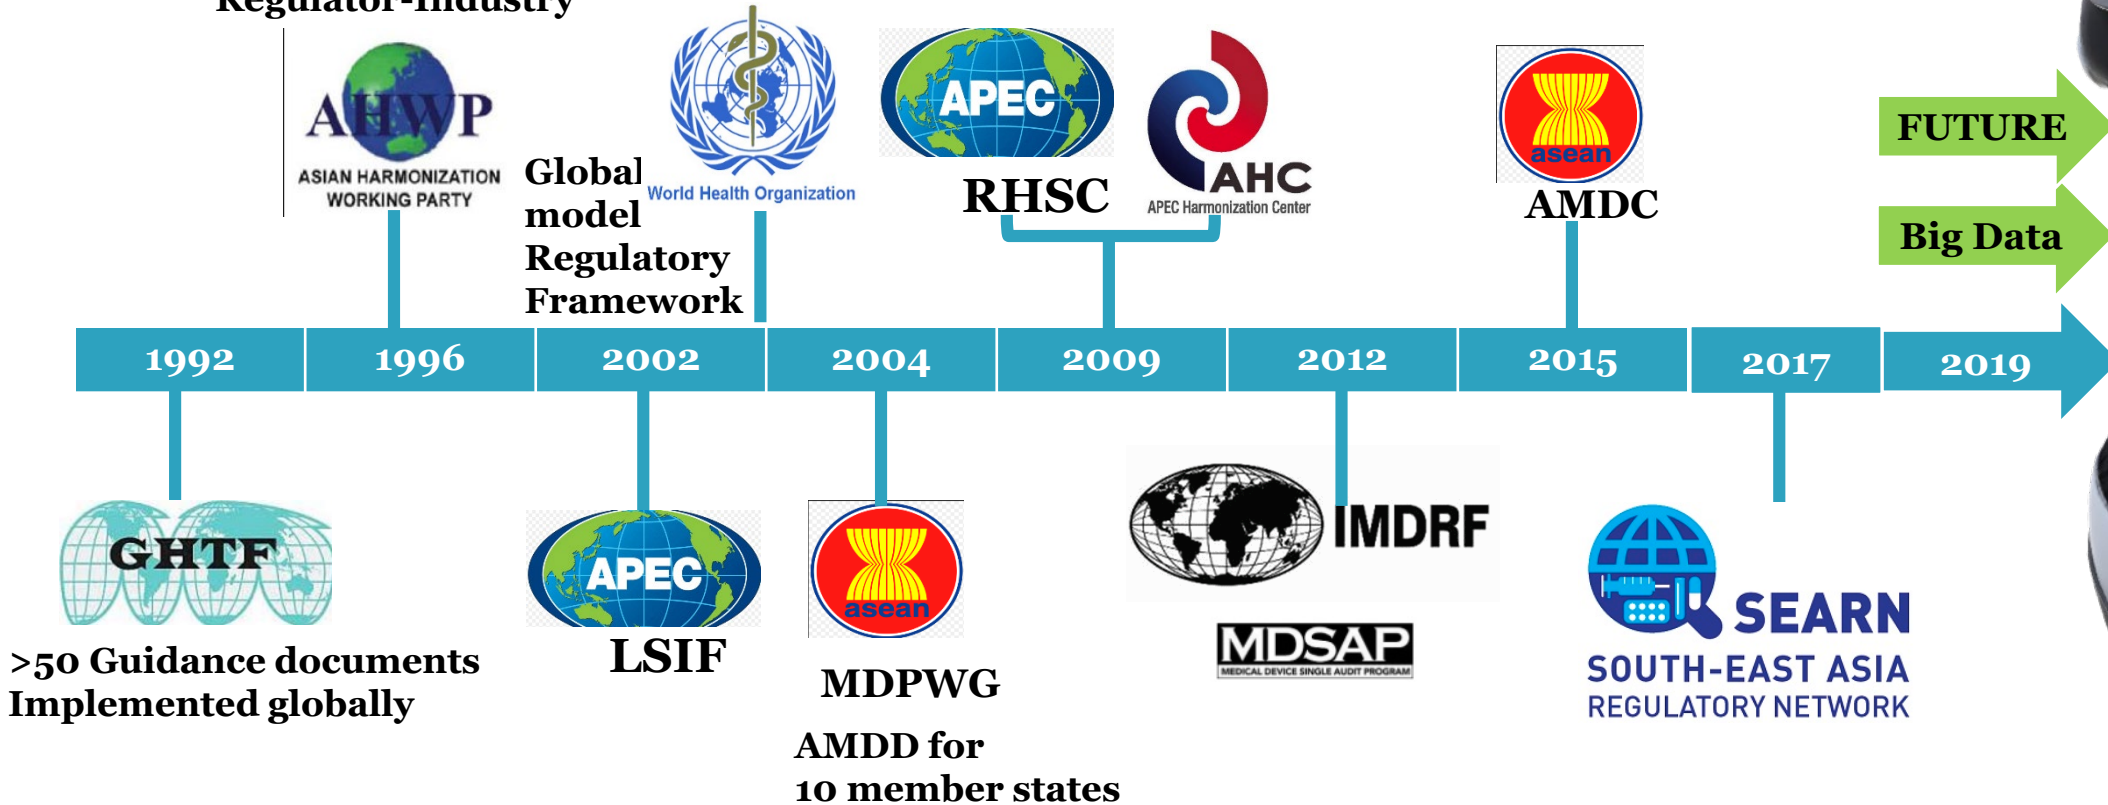 Regulator-Industry
AHWP
ASIAN HARMONIZATION
WORKING PARTY
Global
model
Regulatory
Framework
World Health Organization
APEC
RHSC
AHC
APEC Harmonization Center
asean
AMDC
FUTURE
Big Data
1992
1996
2002
2004
2009
2012
2015
2017
2019
GHTF
>50 Guidance documents
Implemented globally
APEC
LSIF
asean
MDPWG
AMDD for
10 member states
IMDRF
MDSAP
MEDICAL DEVICE SINGLE AUDIT PROGRAM
SEARN
SOUTH-EAST ASIA
REGULATORY NETWORK